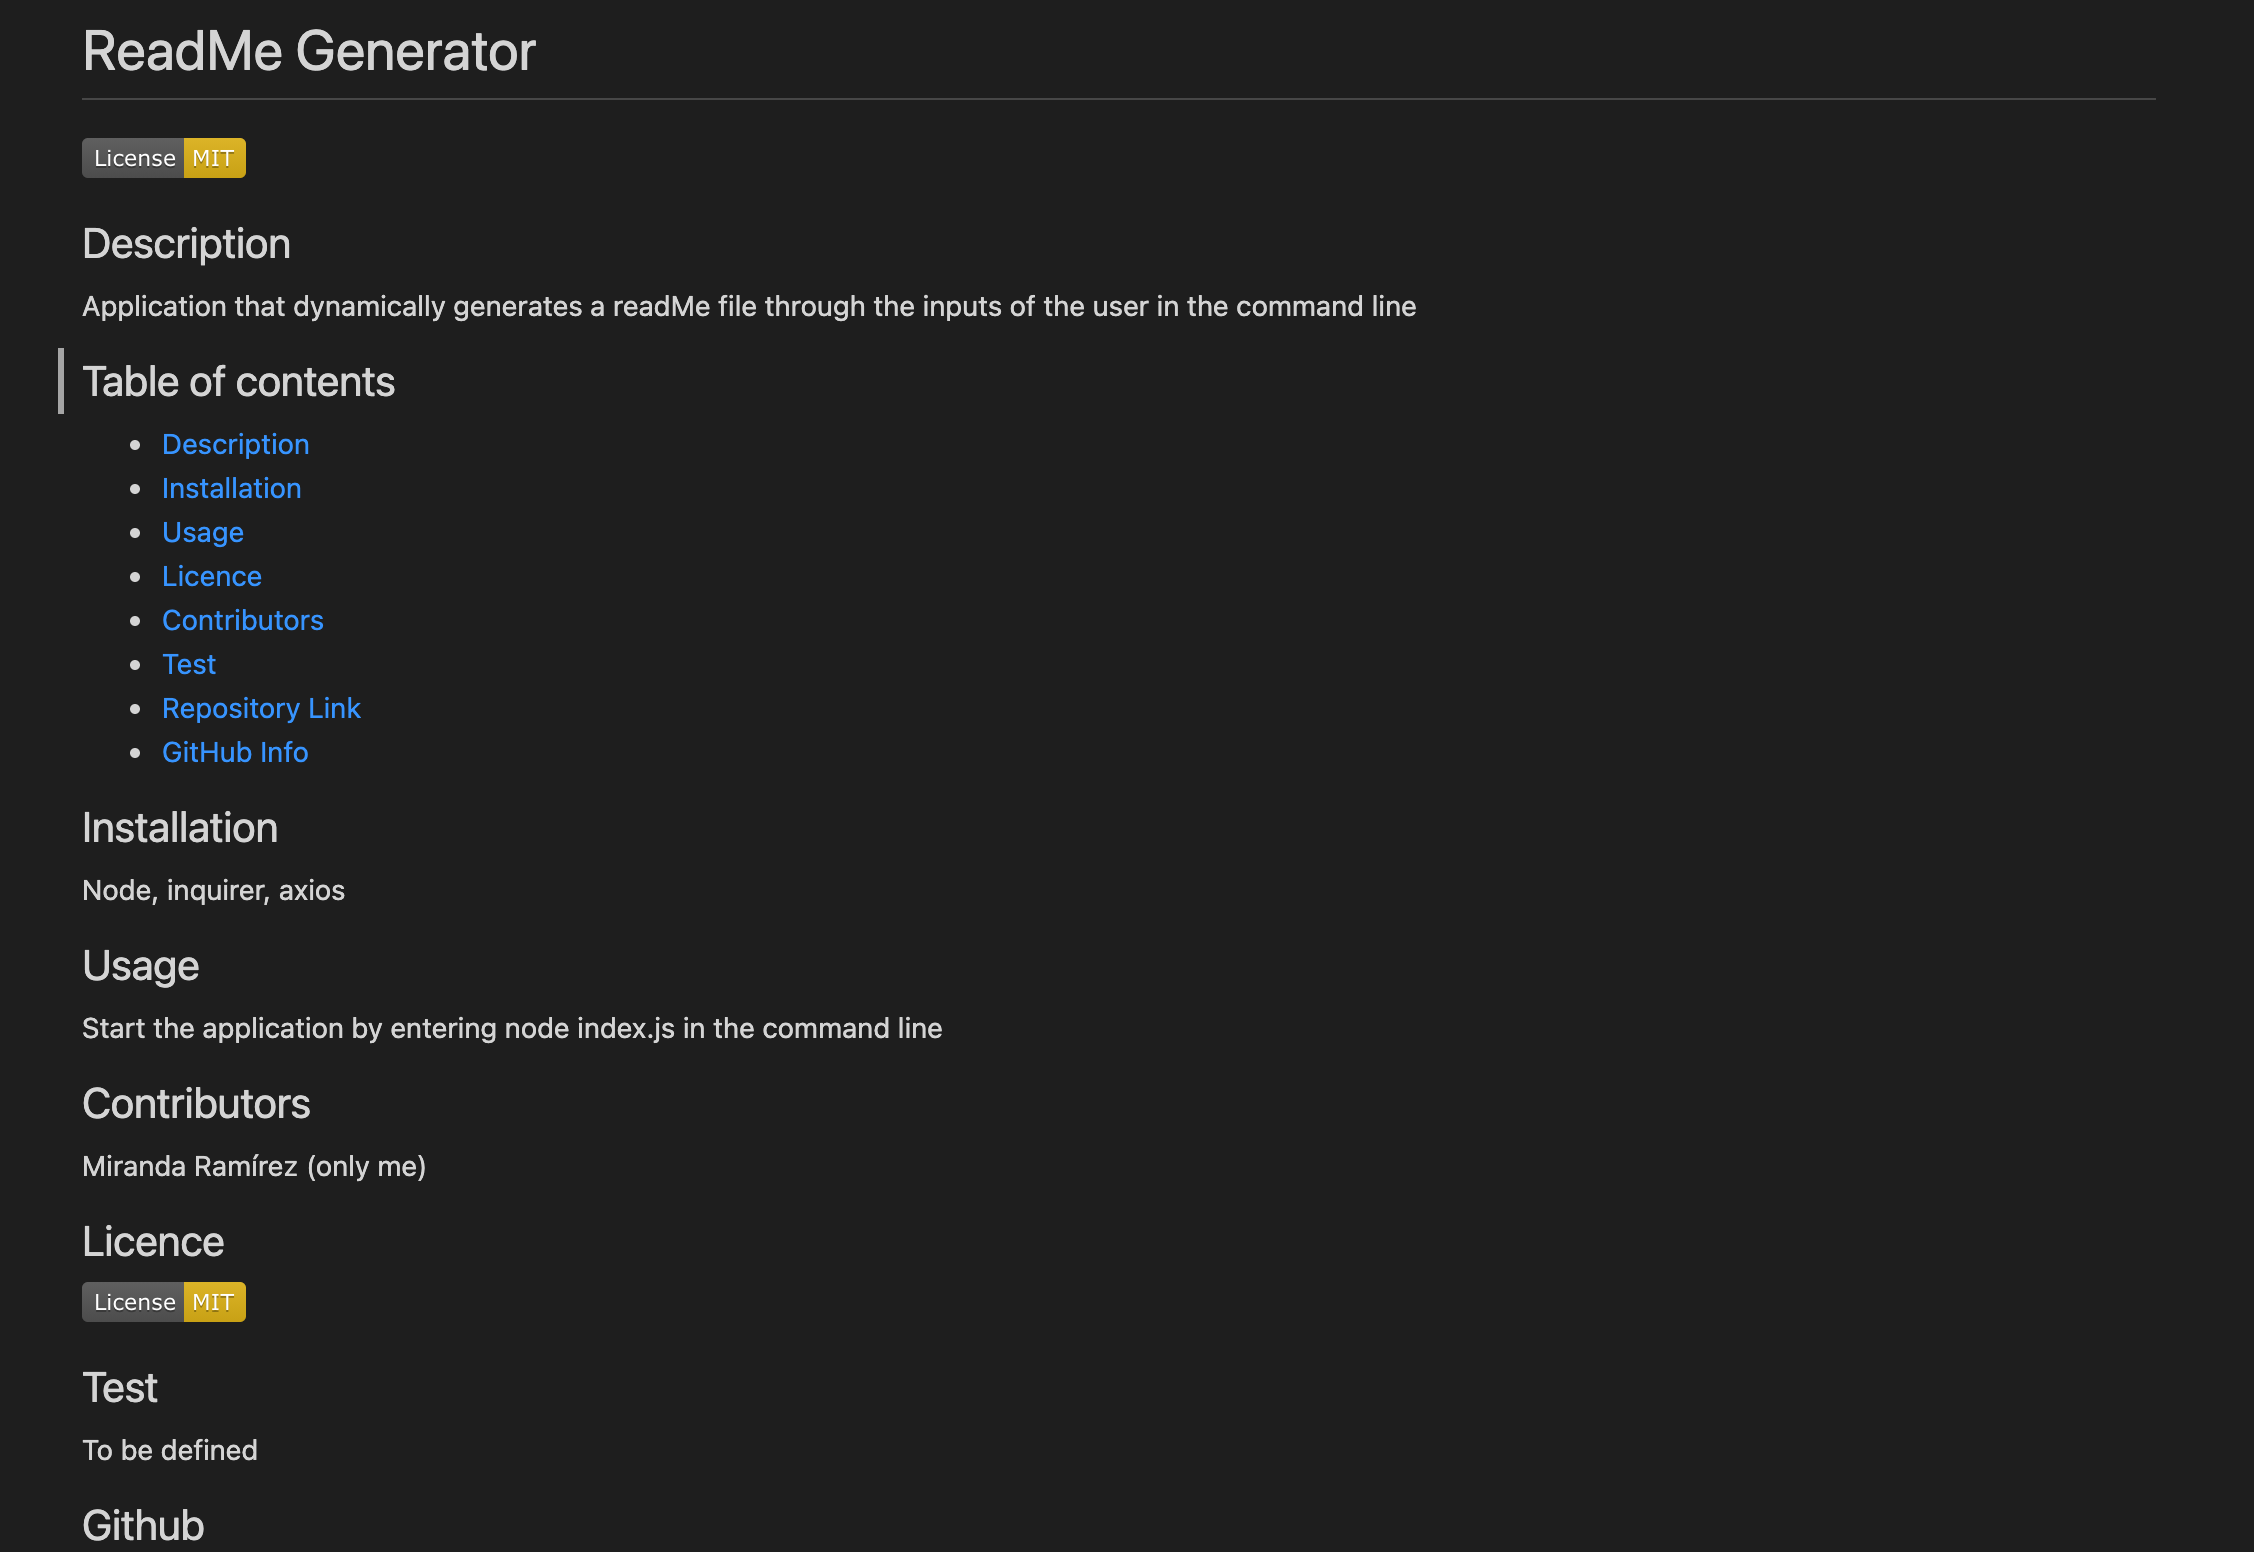 ReadMe Generator
License MIT
Description
Application that dynamically generates a readMe file through the inputs of the user in the command line
Table of contents
Description
Installation
Usage
Licence
Contributors
Test
Repository Link
GitHub Info
Installation
Node, inquirer, axios
Usage
Start the application by entering node index.js in the command line
Contributors
Miranda Ramírez (only me)
Licence
License MIT
Test
To be defined
Github